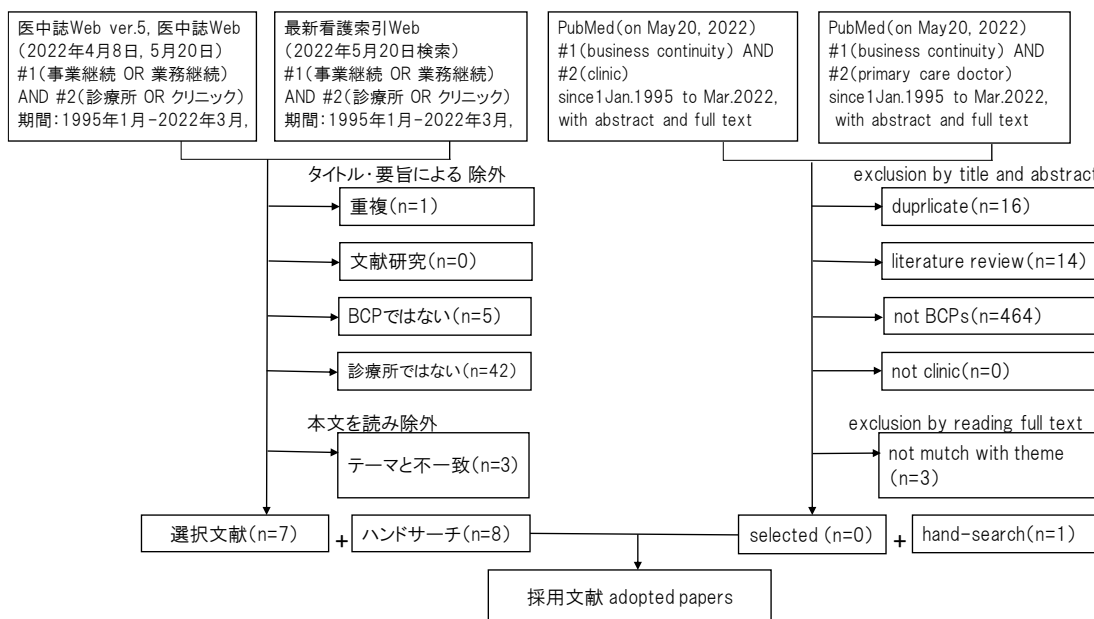 医中誌Web ver.5, 医中誌Web
(2022年4月8日, 5月20日)
#1(事業継続 OR 業務継続)
AND #2(診療所 OR クリニック)
期間：1995年1月-2022年3月,
最新看護索引Web
(2022年5月20日検索)
#1(事業継続 OR 業務継続)
AND #2(診療所 OR クリニック)
期間：1995年1月-2022年3月,
PubMed(on May20, 2022)
#1(business continuity) AND
#2(clinic)
since1Jan.1995 to Mar.2022,
with abstract and full text
PubMed(on May20, 2022)
#1(business continuity) AND
#2(primary care doctor)
since1Jan.1995 to Mar.2022,
with abstract and full text
タイトル・要旨による 除外
重複(n=1)
文献研究(n=0)
BCPではない(n=5)
診療所ではない(n=42)
本文を読み除外
テーマと不一致(n=3)
選択文献(n=7)
+
ハンドサーチ(n=8)
exclusion by title and abstract
duprlicate(n=16)
literature review(n=14)
not BCPs(n=464)
not clinic(n=0)
exclusion by reading full text
not mutch with theme
(n=3)
selected (n=0)
+
hand-search(n=1)
採用文献 adopted papers